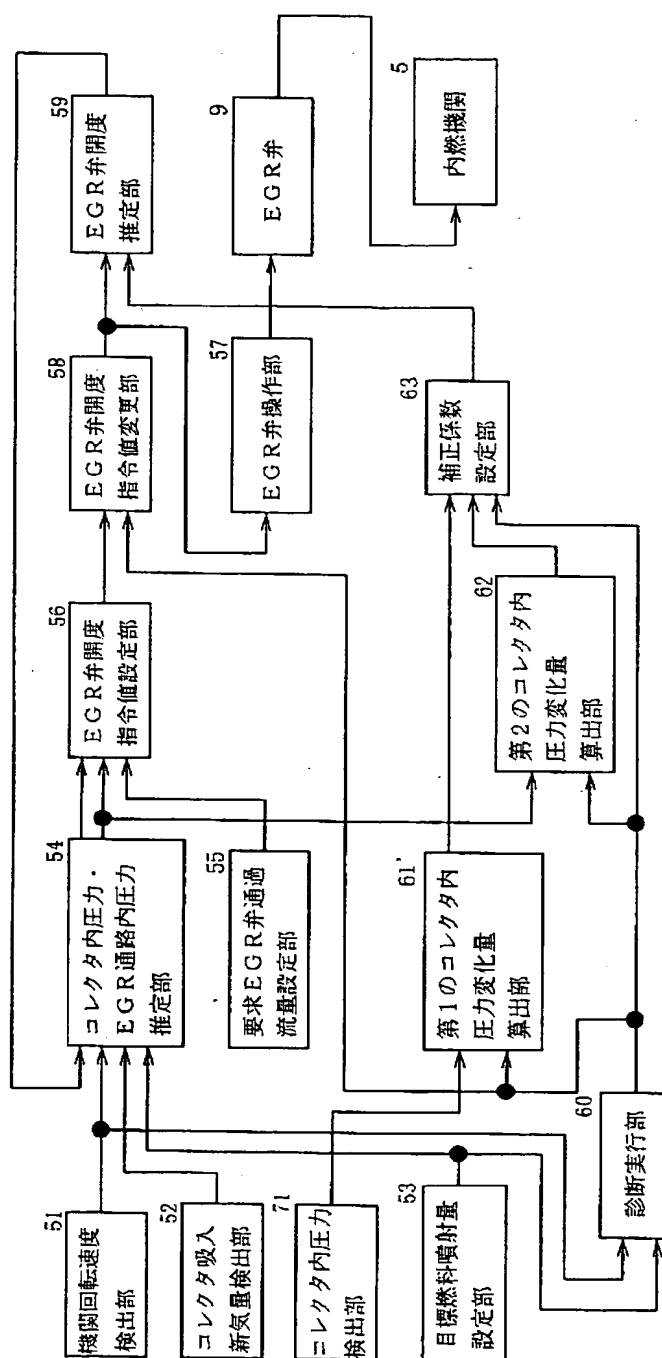 51
機関回転速度
検出部
52
コレクタ吸入
新気量検出部
71
コレクタ内圧力
検出部
53
目標燃料噴射量
設定部
54
コレクタ内圧力・
EGR通路内圧力
推定部
55
要求EGR弁通過
流量設定部
61'
第1のコレクタ内
圧力変化量
算出部
60
診断実行部
56
EGR弁開度
指令値設定部
62
第2のコレクタ内
圧力変化量
算出部
58
EGR弁開度
指令値変更部
57
EGR弁操作部
63
補正係数
設定部
59
EGR弁開度
推定部
9
EGR弁
5
内燃機関